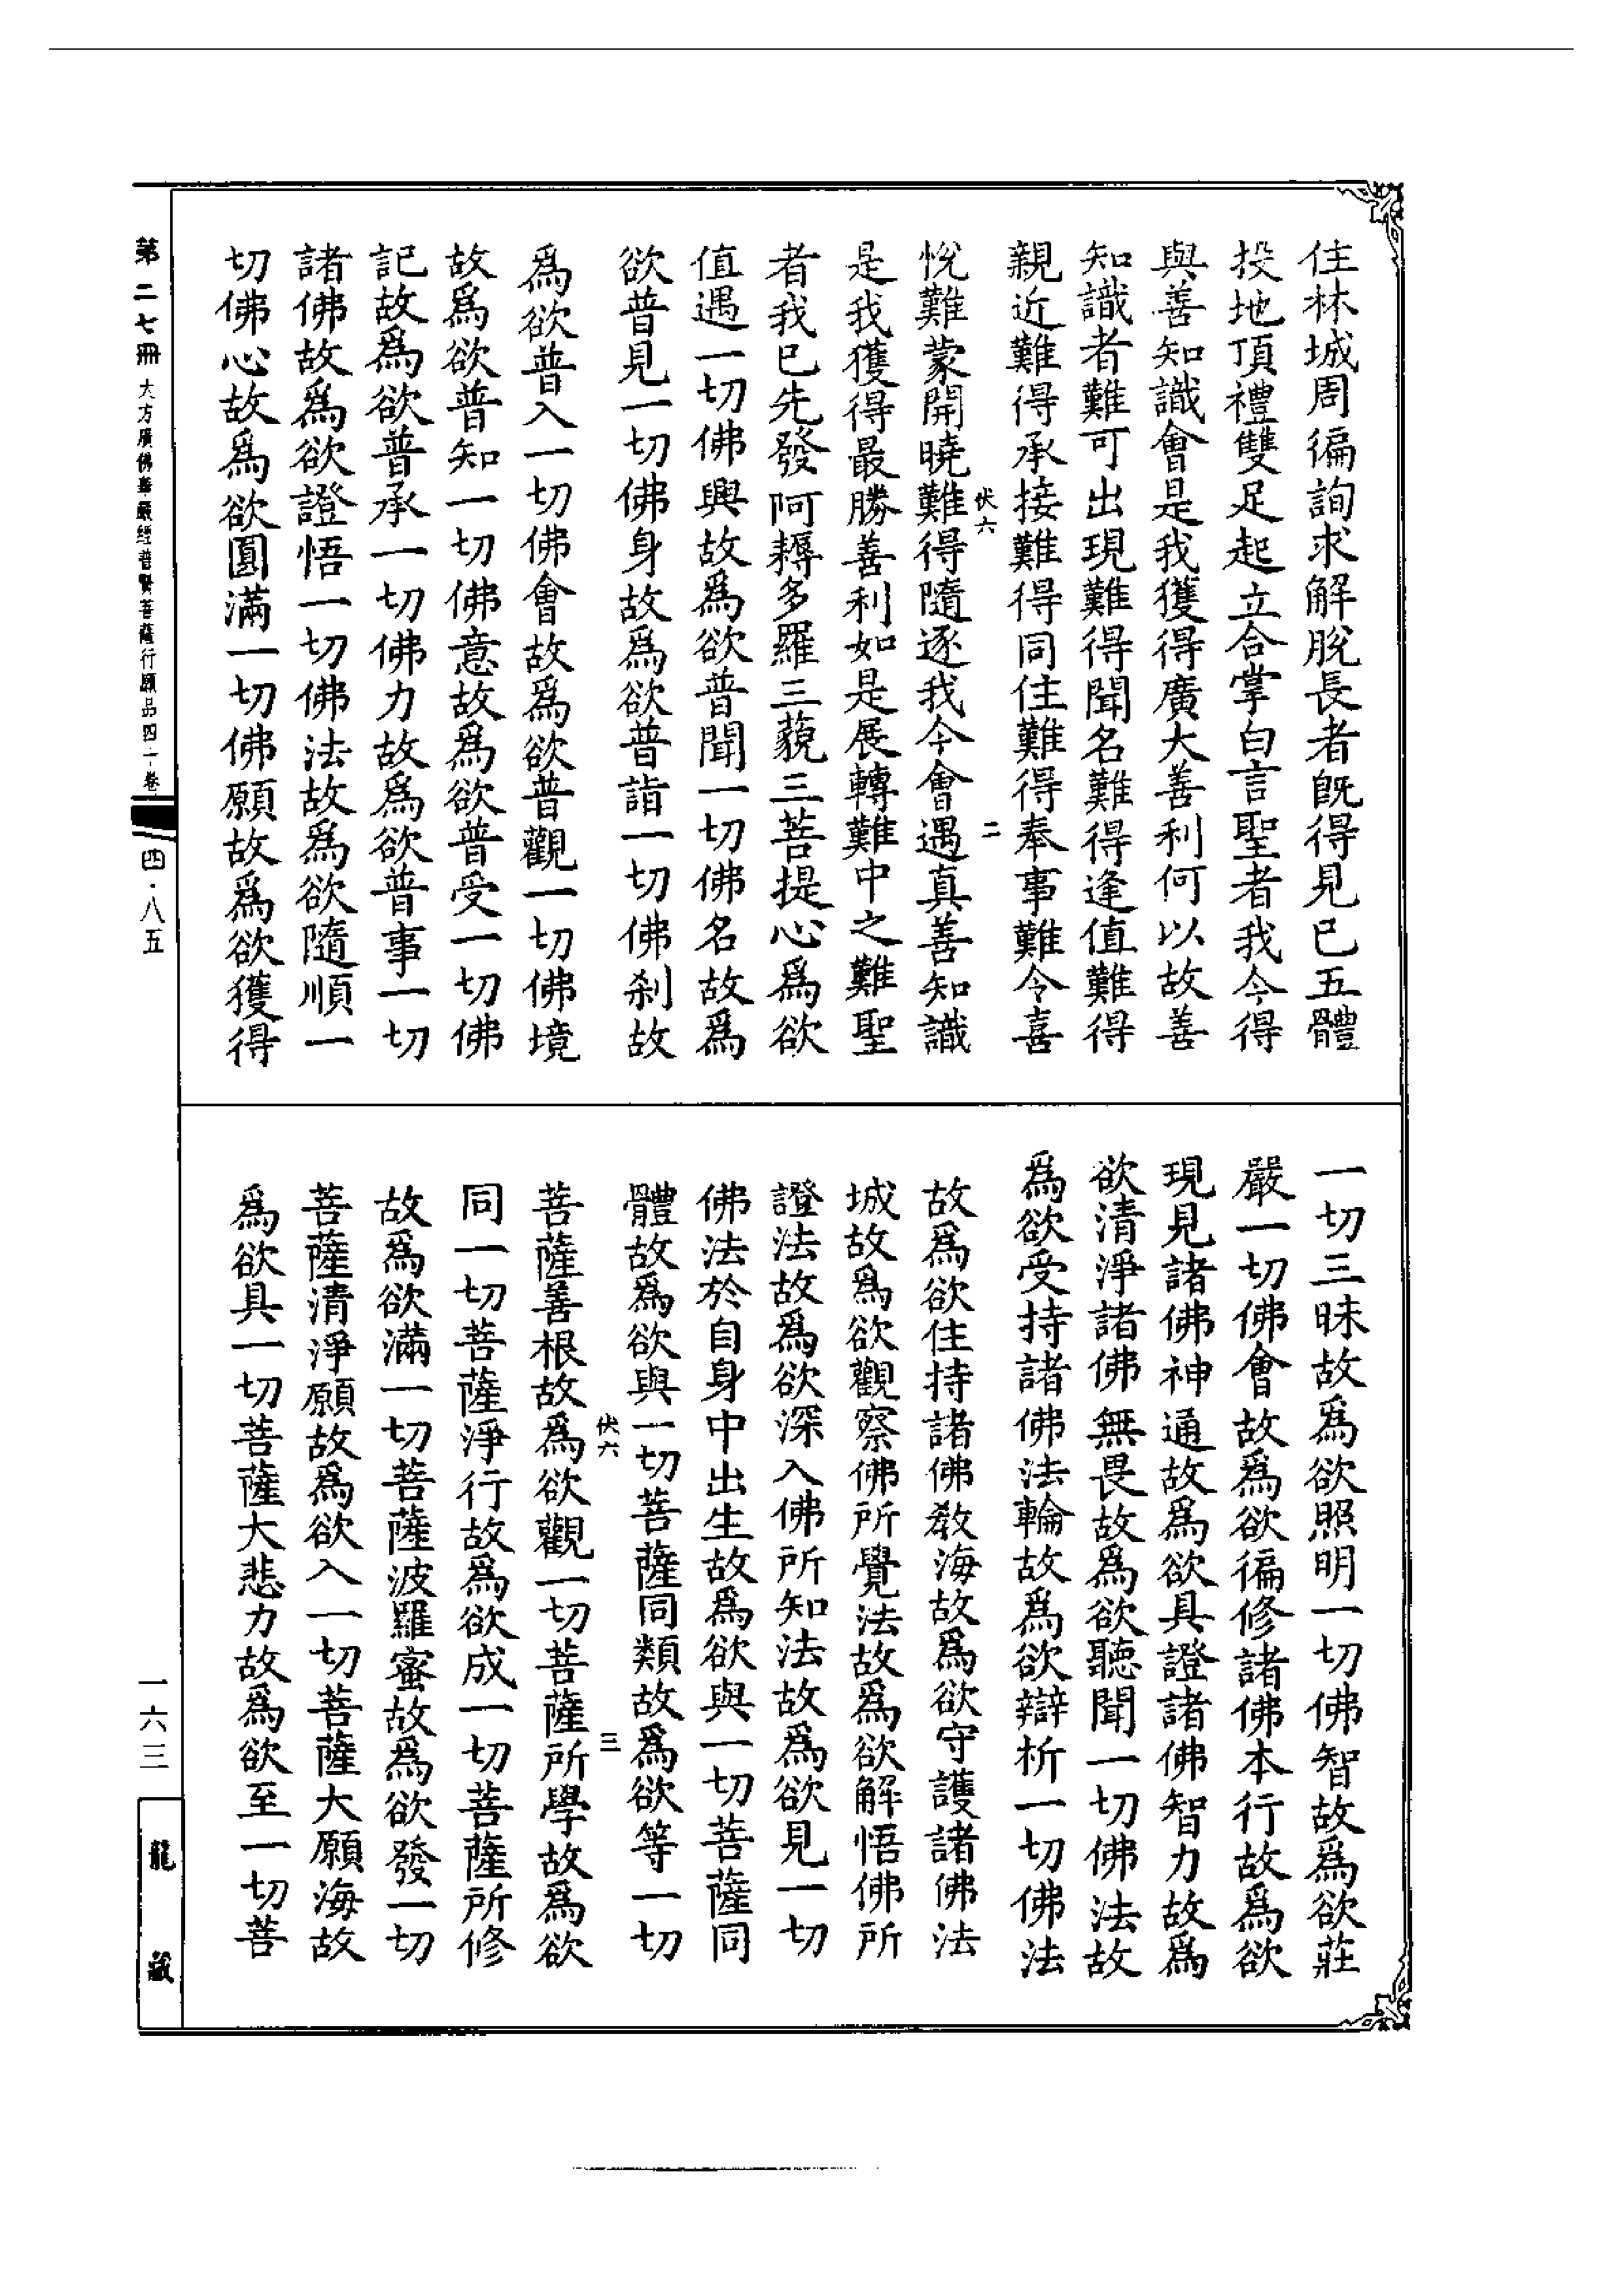 住林城周徧詢求解脫長者旣得見已五體
投地頂禮雙足起立合掌白言聖者我今得
與善知識會是我獲得廣大善利何以故善
知識者難可出現難得聞名難得逢值難得
親近難得承接難得同住難得奉事難令喜
伏六
二
悅難蒙開曉難得隨逐我今會遇真善知識
是我獲得最勝善利如是展轉難中之難聖
者我已先發阿耨多羅三藐三菩提心爲欲
值遇一切佛興故爲欲普聞一切佛名故爲
欲普見一切佛身故爲欲普詣一切佛刹故
爲欲普入一切佛會故爲欲普觀一切佛境
故爲欲普知一切佛意故爲欲普受一切佛
記故爲欲普承一切佛力故爲欲普事一切
諸佛故爲欲證悟一切佛法故爲欲隨順一
切佛心故爲欲圓滿一切佛願故爲欲獲得
一切三昧故爲欲照明一切佛智故爲欲莊
嚴一切佛會故爲欲徧修諸佛本行故爲欲
現見諸佛神通故爲欲具證諸佛智力故爲
欲清淨諸佛無畏故爲欲聽聞一切佛法故
爲欲受持諸佛法輪故爲欲辯析一切佛法
故爲欲住持諸佛教海故爲欲守護諸佛法
城故爲欲觀察佛所覺法故爲欲解悟佛所
證法故爲欲深入佛所知法故爲欲見一切
佛法於自身中出生故爲欲與一切菩薩同
體故爲欲與一切菩薩同類故爲欲等一切
伏六
三
菩薩善根故爲欲觀一切菩薩所學故爲欲
同一切菩薩淨行故爲欲成一切菩薩所修
故爲欲滿一切菩薩波羅蜜故爲欲發一切
菩薩清淨願故爲欲入一切菩薩大願海故
爲欲具一切菩薩大悲力故爲欲至一切菩
第二七冊 大方廣佛華嚴經普賢菩薩行願品四十卷
四・八五
一六三
龍藏